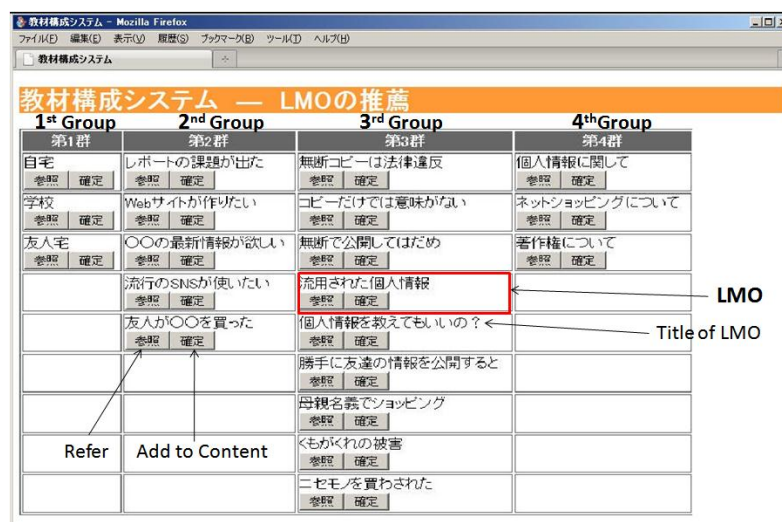 教材構成システム - Mozilla Firefox
ファイル(F) 編集(E) 表示(V) 履歴(S) ブックマーク(B) ツール(T) ヘルプ(H)
教材構成システム
教材構成システム ― LMOの推薦
1st Group 2nd Group 3rd Group 4thGroup
第1群 第2群 第3群 第4群
自宅 レポートの課題が出た 無断コピーは法律違反 個人情報に関して
参照 確定 参照 確定 参照 確定 参照 確定
学校 Webサイトが作りたい コピーだけでは意味がない ネットショッピングについて
参照 確定 参照 確定 参照 確定 参照 確定
友人宅 〇〇の最新情報が欲しい 無断で公開してはだめ 著作権について
参照 確定 参照 確定 参照 確定 参照 確定
流行のSNSが使いたい 流用された個人情報
参照 確定 参照 確定
LMO
友人が〇〇を買った 個人情報を教えてもいいの？
Title of LMO
参照 確定 参照 確定
勝手に友達の情報を公開すると
参照 確定
母親名義でショッピング
参照 確定
Refer Add to Content
くもがくれの被害
参照 確定
ニセモノを買わされた
参照 確定